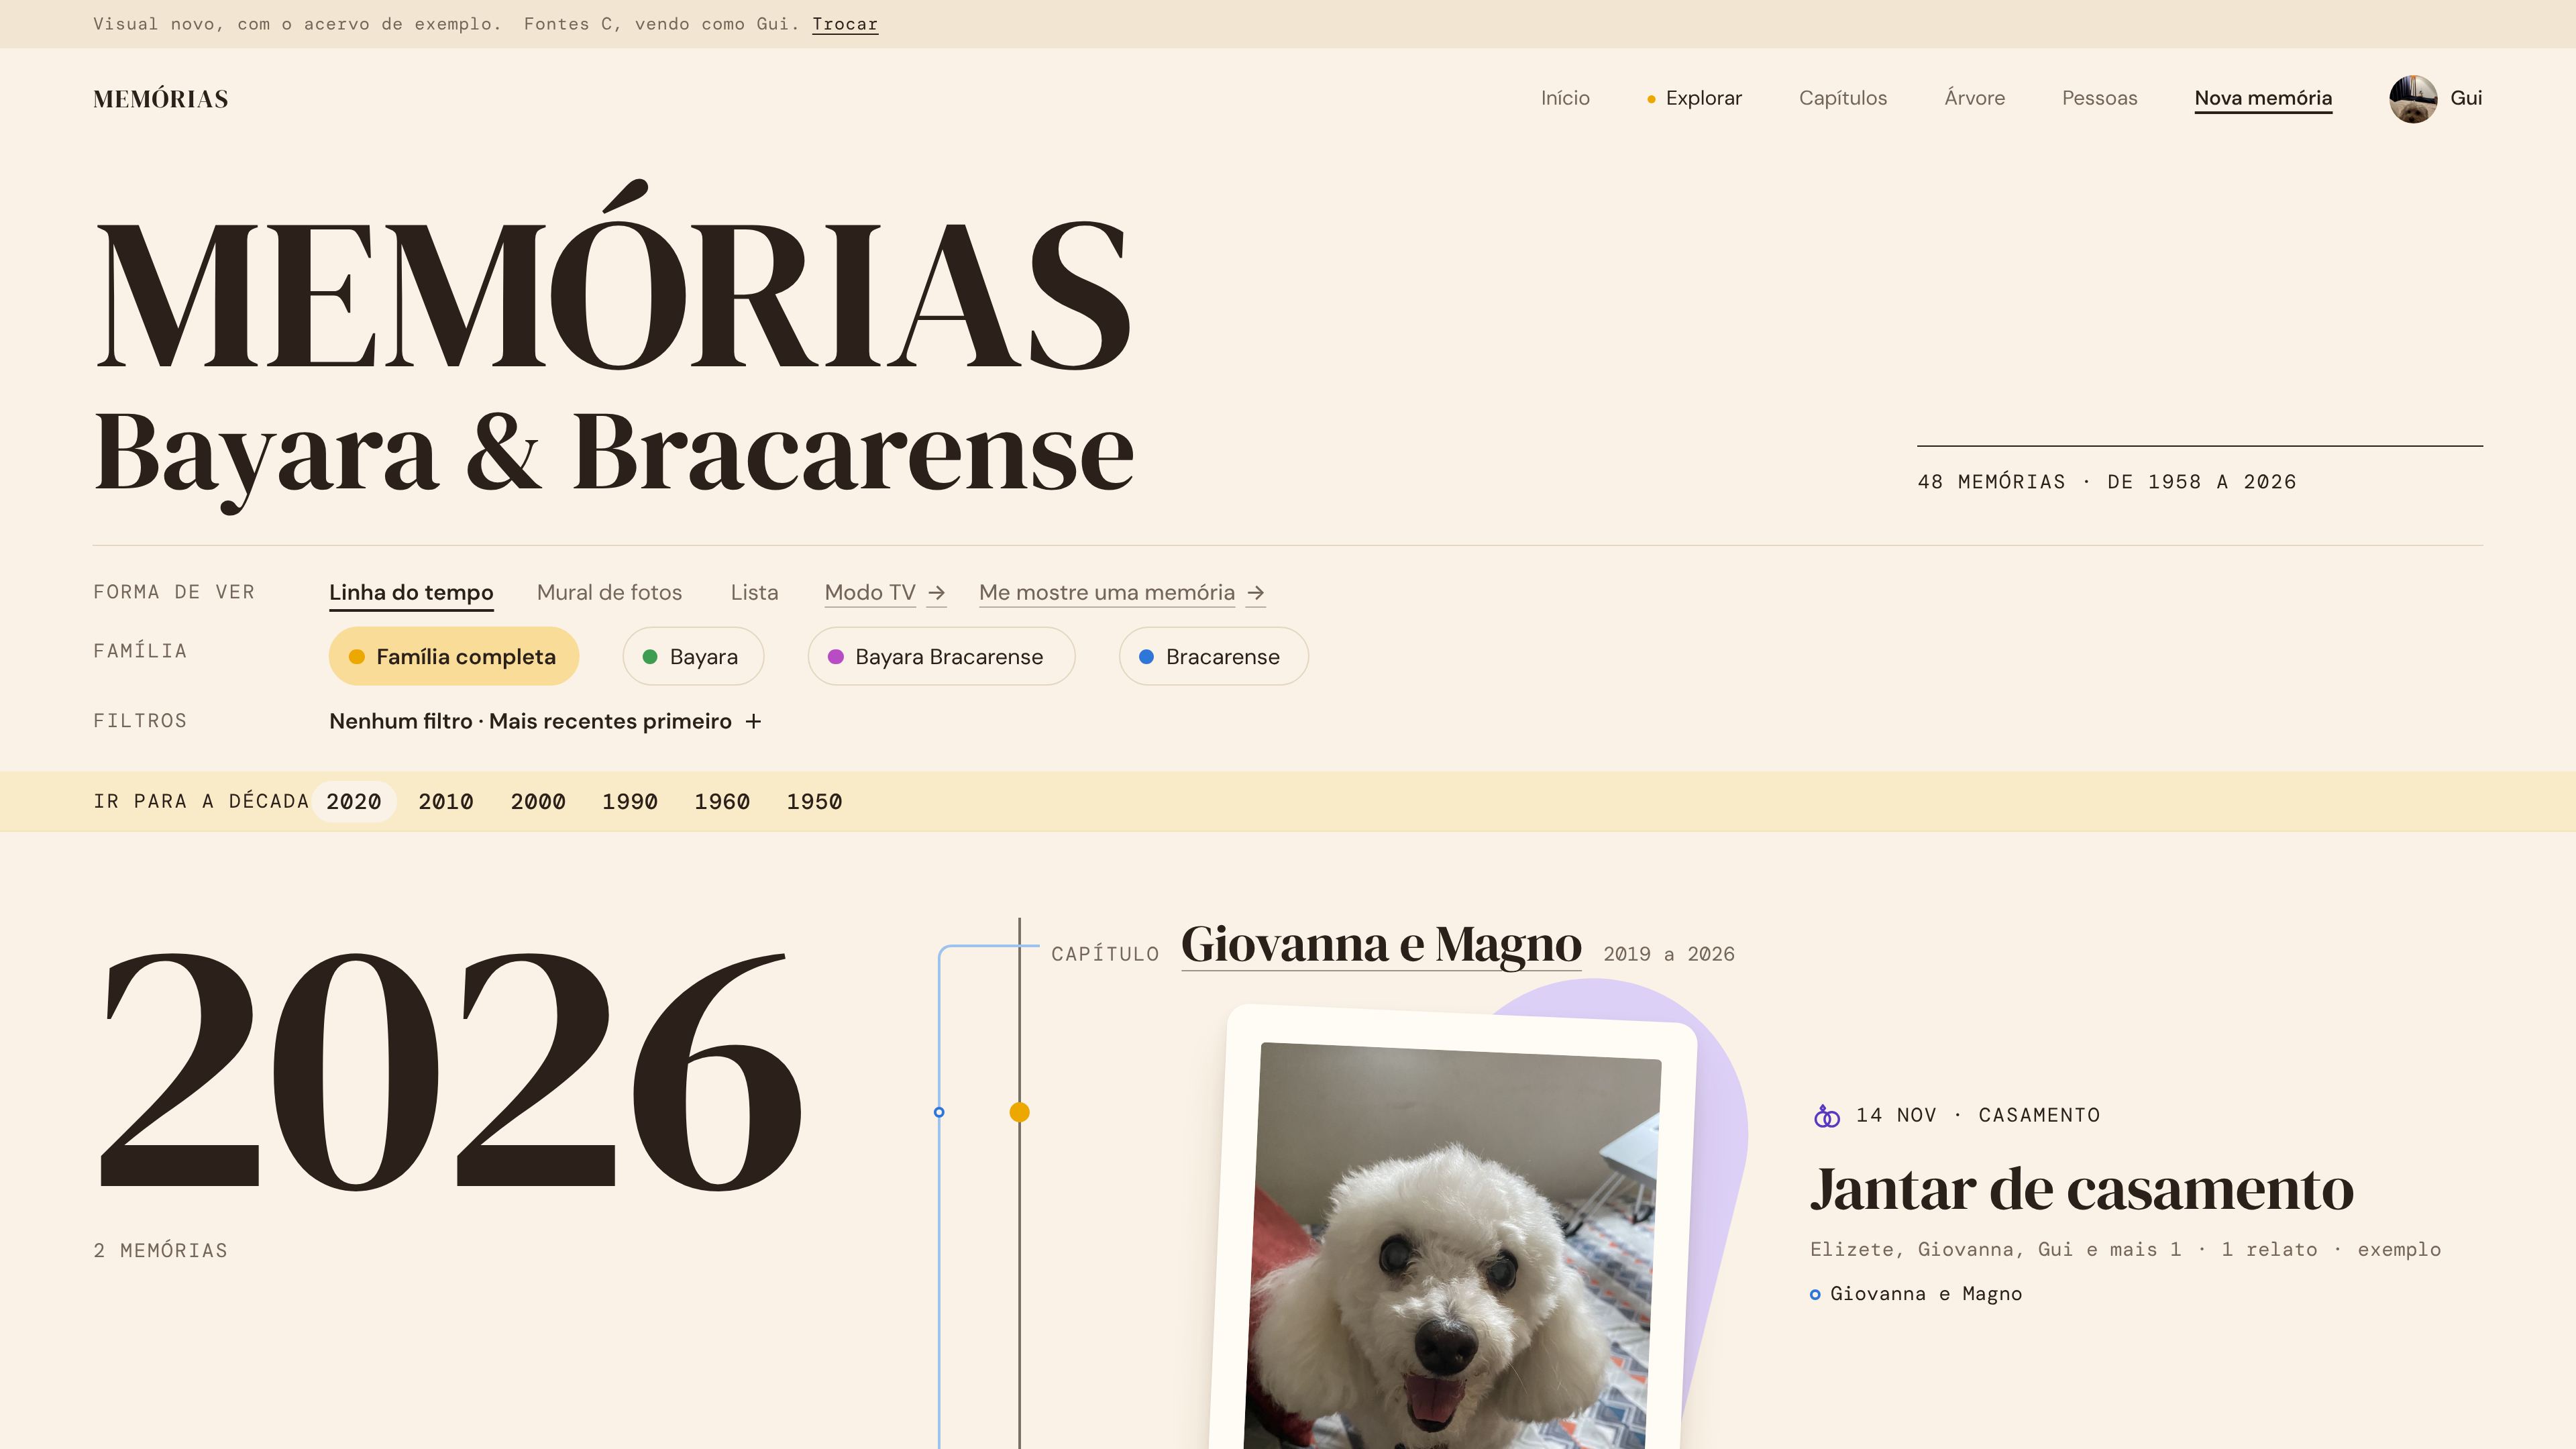 Visual novo, com o acervo de exemplo. Fontes C, vendo como Gui. Trocar
MEMÓRIAS
Início Explorar Capítulos Árvore Pessoas Nova memória Gui
MEMÓRIAS
Bayara & Bracarense
48 MEMÓRIAS · DE 1958 A 2026
FORMA DE VER Linha do tempo Mural de fotos Lista Modo TV → Me mostre uma memória →
FAMÍLIA Família completa Bayara Bayara Bracarense Bracarense
FILTROS Nenhum filtro · Mais recentes primeiro +
IR PARA A DÉCADA 2020 2010 2000 1990 1960 1950
2026
2 MEMÓRIAS
CAPÍTULO Giovanna e Magno 2019 a 2026
14 NOV · CASAMENTO
Jantar de casamento
Elizete, Giovanna, Gui e mais 1 · 1 relato · exemplo
Giovanna e Magno